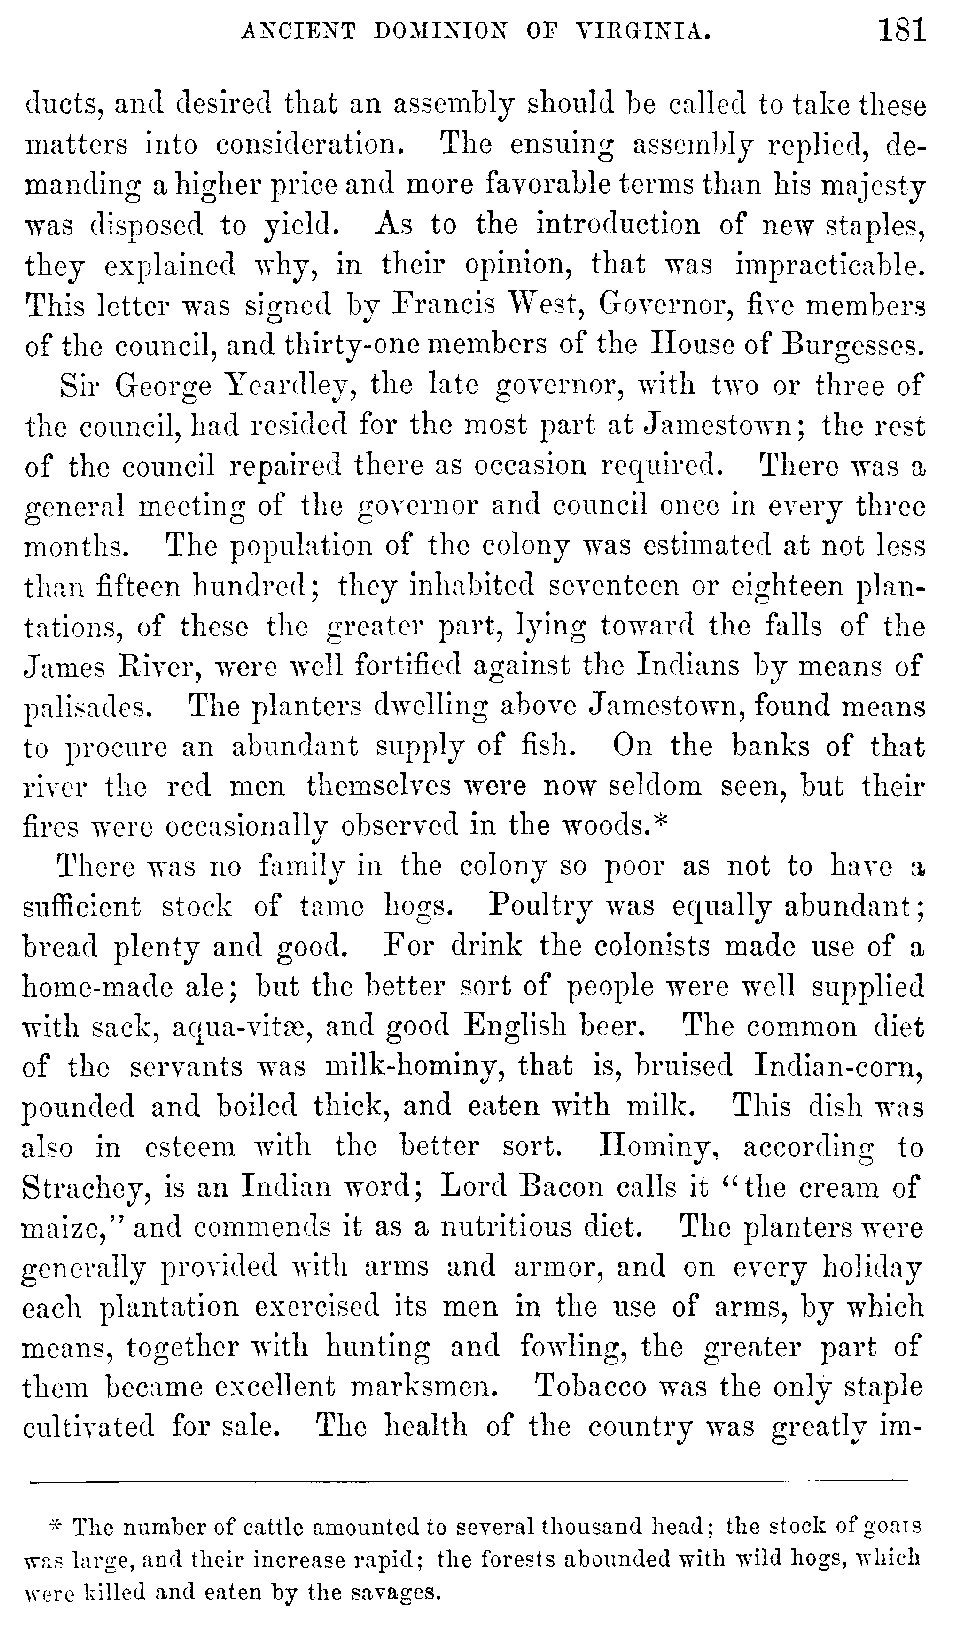 ANCIENT DOMINION OF VIRGINIA. 181
ducts, and desired that an assembly should be called to take these
matters into consideration. The ensuing assembly replied, de-
manding a higher price and more favorable terms than his majesty
was disposed to yield. As to the introduction of new staples,
they explained why, in their opinion, that was impracticable.
This letter was signed by Francis West, Governor, five members
of the council, and thirty-one members of the House of Burgesses.
Sir George Yeardley, the late governor, with two or three of
the council, had resided for the most part at Jamestown; the rest
of the council repaired there as occasion required. There was a
general meeting of the governor and council once in every three
months. The population of the colony was estimated at not less
than fifteen hundred; they inhabited seventeen or eighteen plan-
tations, of these the greater part, lying toward the falls of the
James River, were well fortified against the Indians by means of
palisades. The planters dwelling above Jamestown, found means
to procure an abundant supply of fish. On the banks of that
river the red men themselves were now seldom seen, but their
fires were occasionally observed in the woods.*
There was no family in the colony so poor as not to have a
sufficient stock of tame hogs. Poultry was equally abundant;
bread plenty and good. For drink the colonists made use of a
home-made ale; but the better sort of people were well supplied
with sack, aqua-vitæ, and good English beer. The common diet
of the servants was milk-hominy, that is, bruised Indian-corn,
pounded and boiled thick, and eaten with milk. This dish was
also in esteem with the better sort. Hominy, according to
Strachey, is an Indian word; Lord Bacon calls it "the cream of
maize," and commends it as a nutritious diet. The planters were
generally provided with arms and armor, and on every holiday
each plantation exercised its men in the use of arms, by which
means, together with hunting and fowling, the greater part of
them became excellent marksmen. Tobacco was the only staple
cultivated for sale. The health of the country was greatly im-
* The number of cattle amounted to several thousand head; the stock of goats
was large, and their increase rapid; the forests abounded with wild hogs, which
were killed and eaten by the savages.